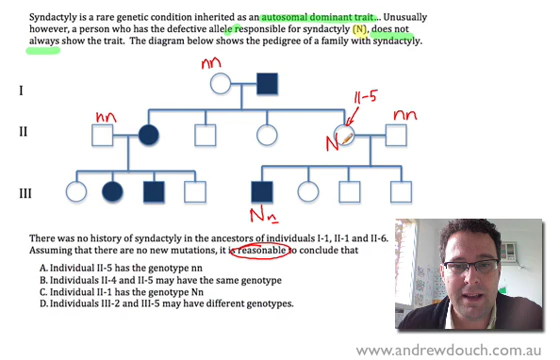 Syndactyly is a rare genetic condition inherited as an autosomal dominant trait... Unusually
however, a person who has the defective allele responsible for syndactyly (N), does not
always show the trait. The diagram below shows the pedigree of a family with syndactyly.
nn
I
II-5
II
nn
nn
N
III
Nn
There was no history of syndactyly in the ancestors of individuals I-1, II-1 and II-6.
Assuming that there are no new mutations, it is reasonable to conclude that
A. Individual II-5 has the genotype nn
B. Individuals II-4 and II-5 may have the same genotype
C. Individual II-1 has the genotype Nn
D. Individuals III-2 and III-5 may have different genotypes.
www.andrewdouch.com.au